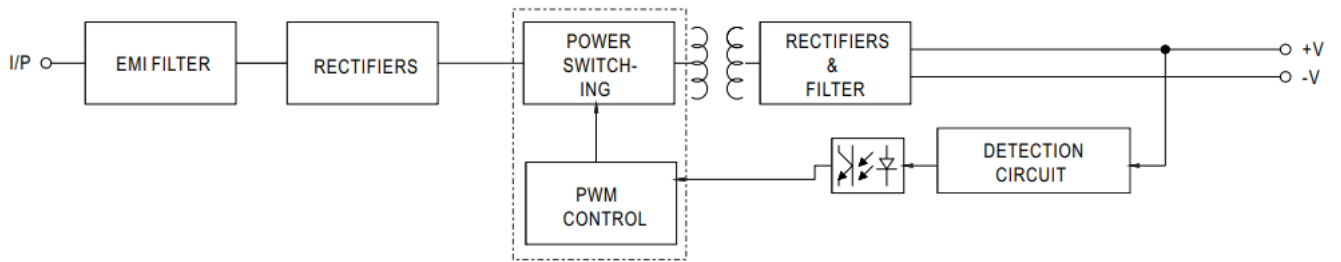 I/P
EMI FILTER
RECTIFIERS
POWER
SWITCH-
ING
RECTIFIERS
&
FILTER
+V
-V
PWM
CONTROL
DETECTION
CIRCUIT